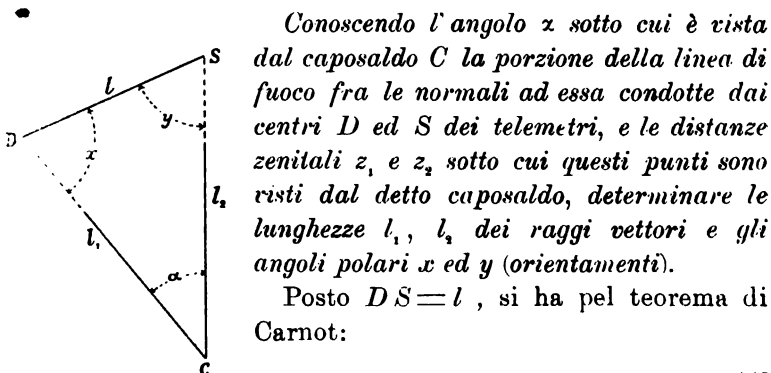 Conoscendo l'angolo α sotto cui è vista
dal caposaldo C la porzione della linea di
fuoco fra le normali ad essa condotte dai
centri D ed S dei telemetri, e le distanze
zenitali z₁ e z₂ sotto cui questi punti sono
visti dal detto caposaldo, determinare le
lunghezze l₁, l₂ dei raggi vettori e gli
angoli polari x ed y (orientamenti).
Posto D S = l , si ha pel teorema di
Carnot:
S
l
y
D
x
l₂
l₁
α
C